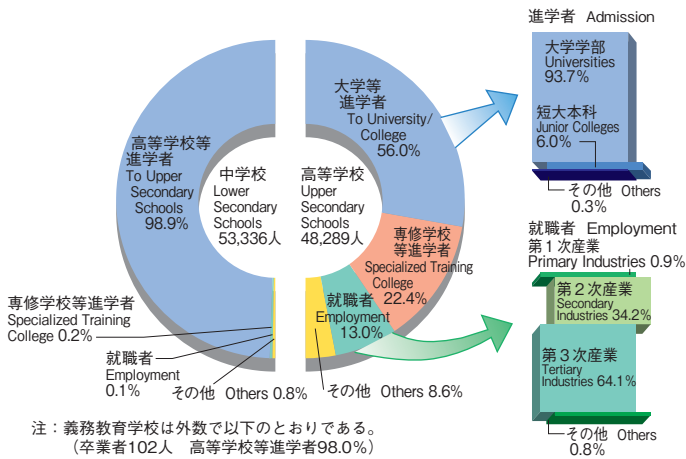 高等学校等
進学者
To Upper
Secondary
Schools
98.9%
中学校
Lower
Secondary
Schools
53,336人
専修学校等進学者
Specialized Training
College 0.2%
就職者
Employment
0.1%
その他 Others 0.8%
大学等
進学者
To University/
College
56.0%
高等学校
Upper
Secondary
Schools
48,289人
専修学校
等進学者
Specialized Training
College
22.4%
就職者
Employment
13.0%
その他 Others 8.6%
進学者 Admission
大学学部
Universities
93.7%
短大本科
Junior Colleges
6.0%
その他 Others
0.3%
就職者 Employment
第1次産業
Primary Industries 0.9%
第2次産業
Secondary
Industries 34.2%
第3次産業
Tertiary
Industries 64.1%
その他 Others
0.8%
注：義務教育学校は外数で以下のとおりである。
（卒業者102人 高等学校等進学者98.0%）